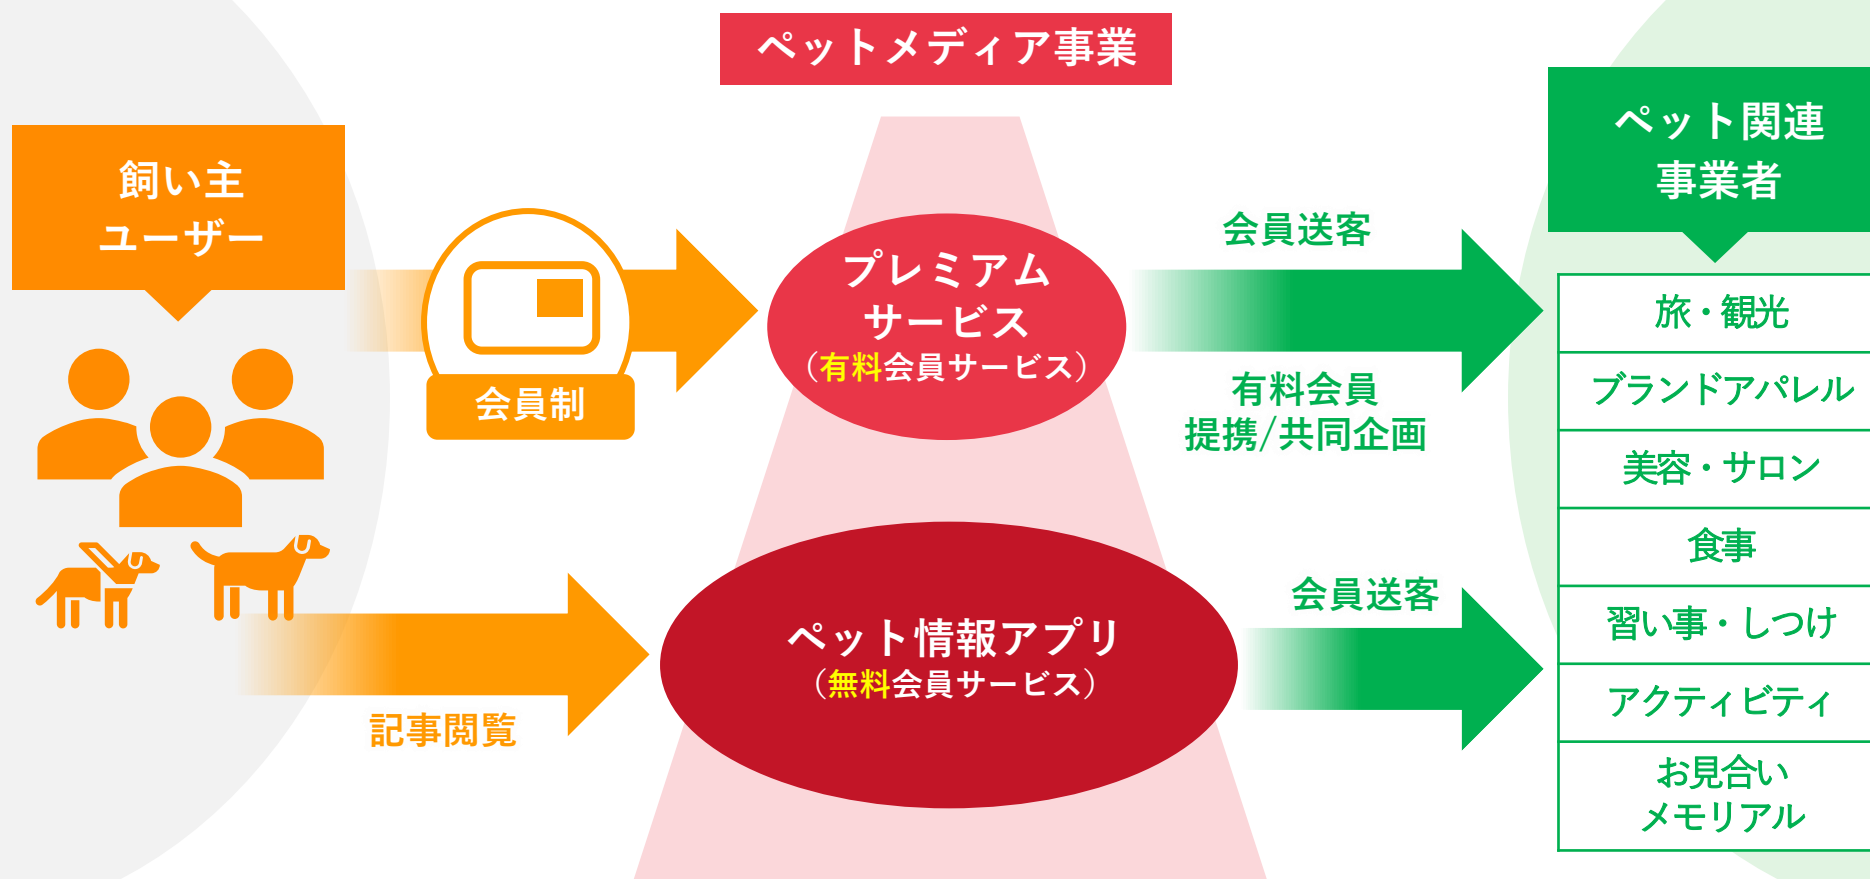 ペットメディア事業
飼い主
ユーザー
会員制
記事閲覧
プレミアム
サービス
（有料会員サービス）
ペット情報アプリ
（無料会員サービス）
会員送客
有料会員
提携/共同企画
会員送客
ペット関連
事業者
旅・観光
ブランドアパレル
美容・サロン
食事
習い事・しつけ
アクティビティ
お見合い
メモリアル